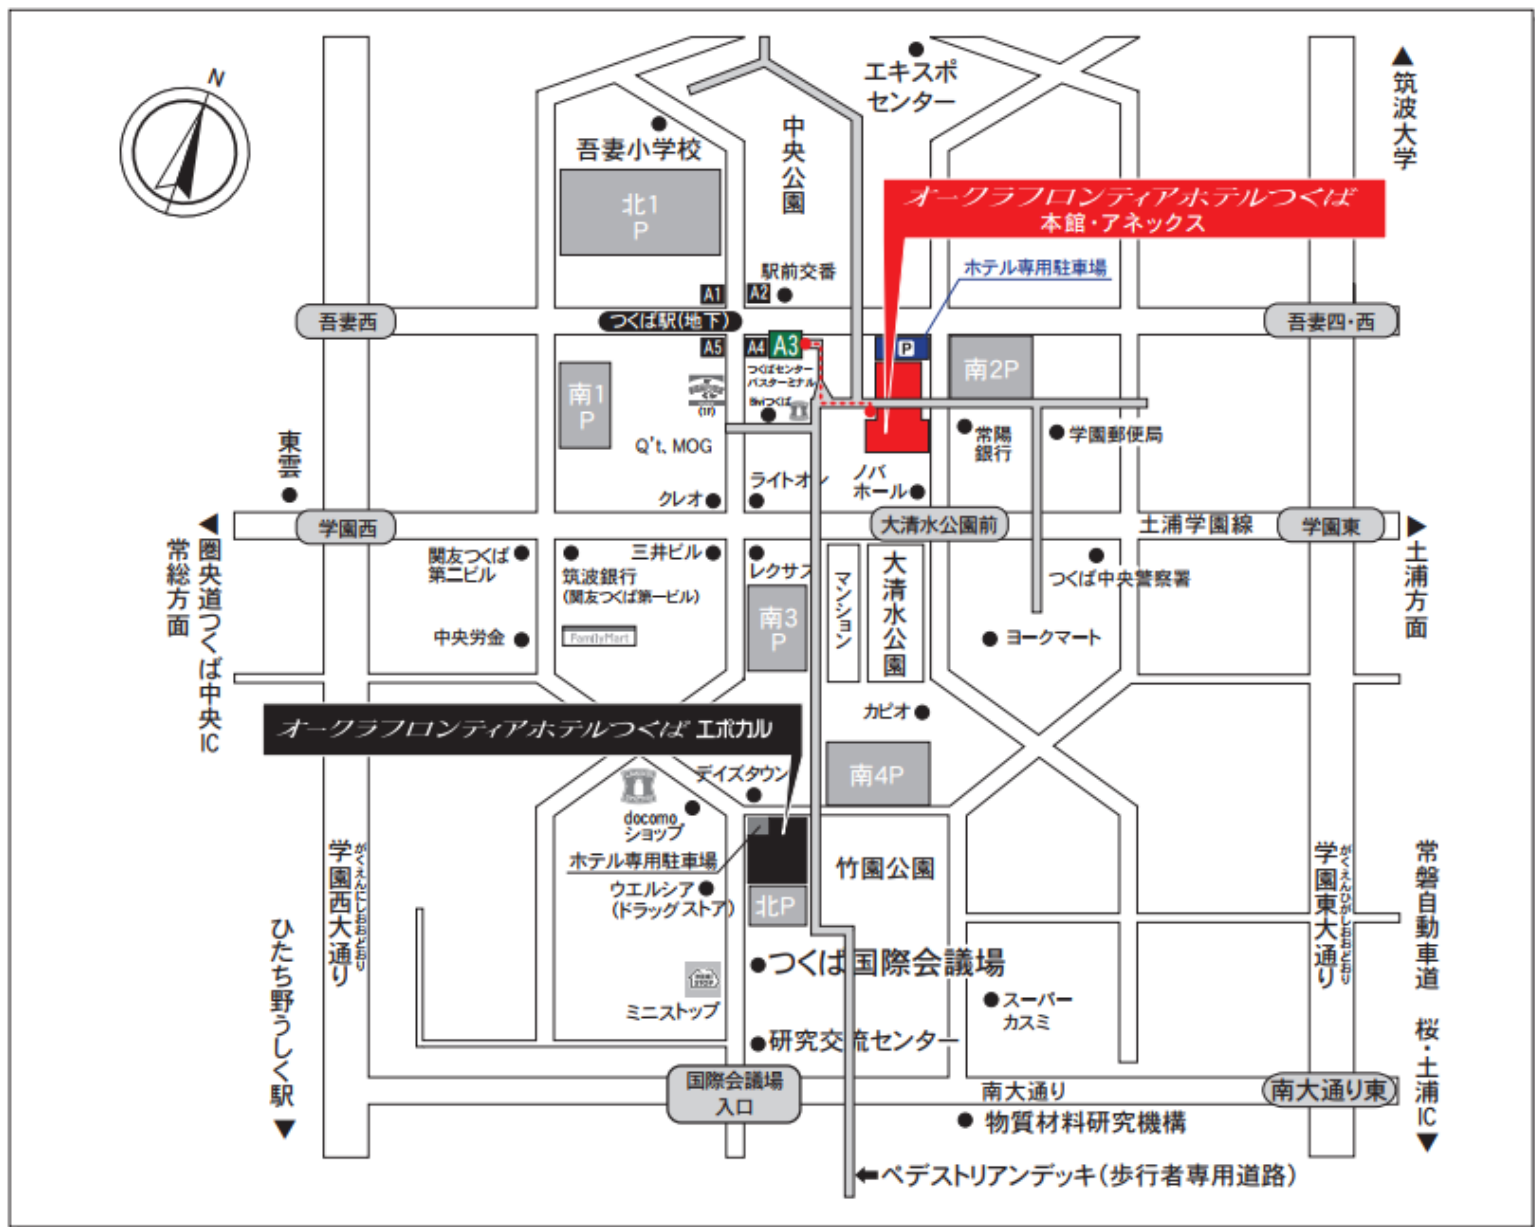 N
エキスポ
センター
▲筑波大学
中央公園
吾妻小学校
北1
P
オークラフロンティアホテルつくば
本館・アネックス
ホテル専用駐車場
駅前交番
A1
A2
吾妻西
つくば駅(地下)
吾妻四・西
A5
A4
A3
P
つくばセンター
バスターミナル
Biviつくば
南1
P
(1F)
南2P
Q't、MOG
常陽
銀行
学園郵便局
東雲
クレオ
ライトオン
ノバ
ホール
学園西
大清水公園前
土浦学園線
学園東
◀圏央道つくば中央IC
常総方面
▶土浦方面
関友つくば
第二ビル
筑波銀行
(関友つくば第一ビル)
三井ビル
レクサス
マンション
大清水公園
つくば中央警察署
中央労金
FamilyMart
南3
P
ヨークマート
カピオ
オークラフロンティアホテルつくば エポカル
デイズタウン
南4P
docomo
ショップ
ホテル専用駐車場
ウエルシア
(ドラッグストア)
北P
竹園公園
学園西大通り
がくえんにしおおどおり
学園東大通り
がくえんひがしおおどおり
ひたち野うしく駅▼
常磐自動車道 桜・土浦IC▼
つくば国際会議場
MINI
STOP
ミニストップ
スーパー
カスミ
研究交流センター
国際会議場
入口
南大通り
南大通り東
物質材料研究機構
ペデストリアンデッキ(歩行者専用道路)